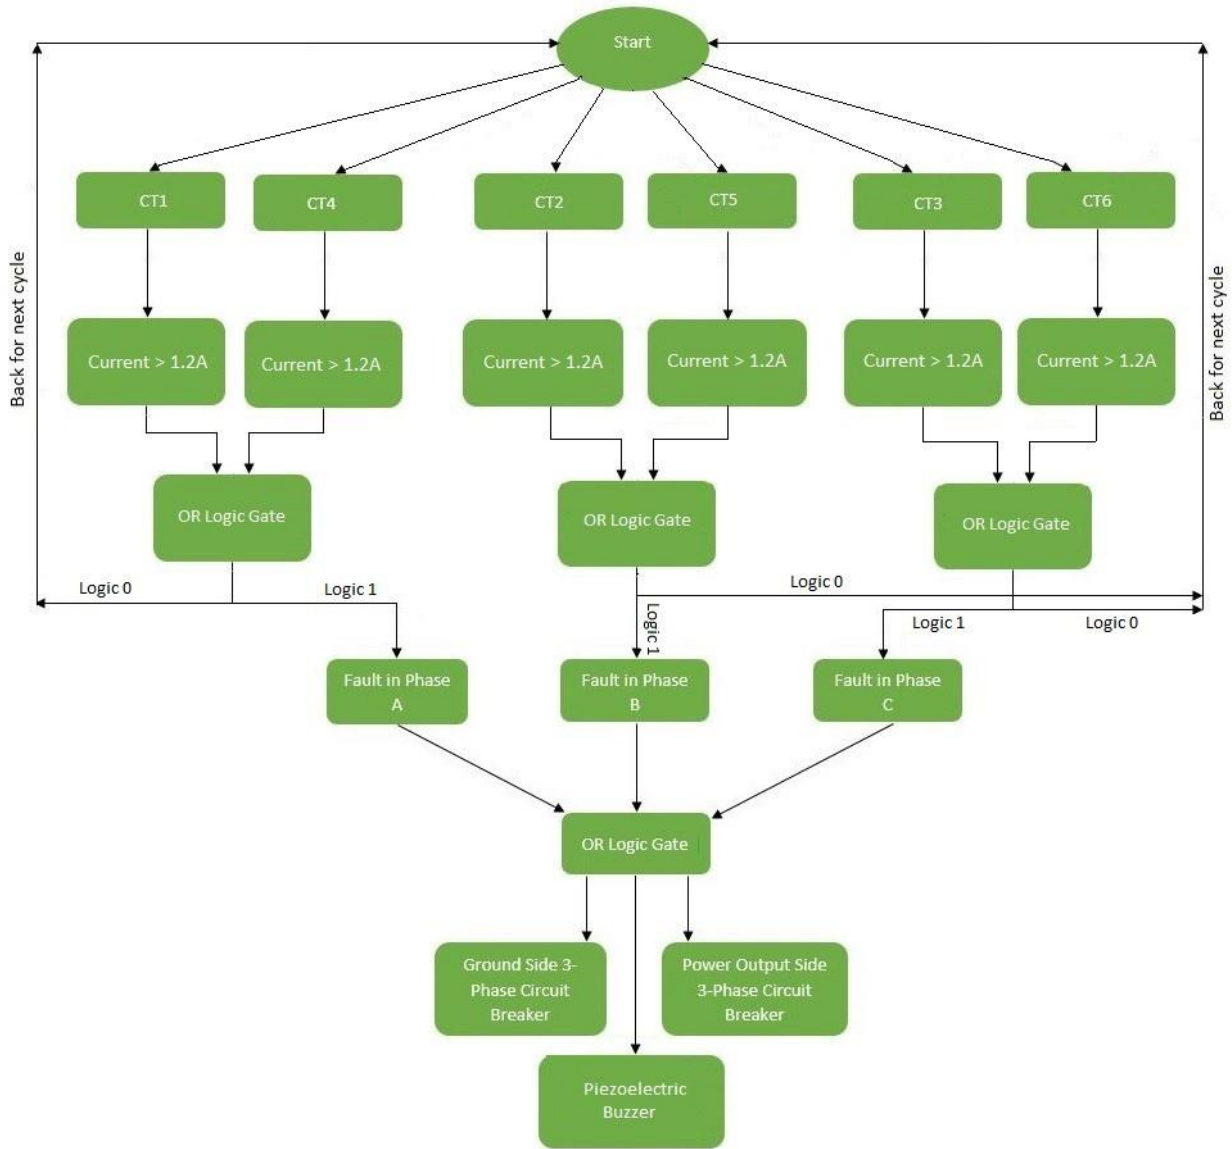 Start
CT1
CT4
CT2
CT5
CT3
CT6
Back for next cycle
Back for next cycle
Current > 1.2A
Current > 1.2A
Current > 1.2A
Current > 1.2A
Current > 1.2A
Current > 1.2A
OR Logic Gate
OR Logic Gate
OR Logic Gate
Logic 0
Logic 1
Logic 1
Logic 0
Logic 1
Logic 0
Fault in Phase
A
Fault in Phase
B
Fault in Phase
C
OR Logic Gate
Ground Side 3-
Phase Circuit
Breaker
Power Output Side
3-Phase Circuit
Breaker
Piezoelectric
Buzzer